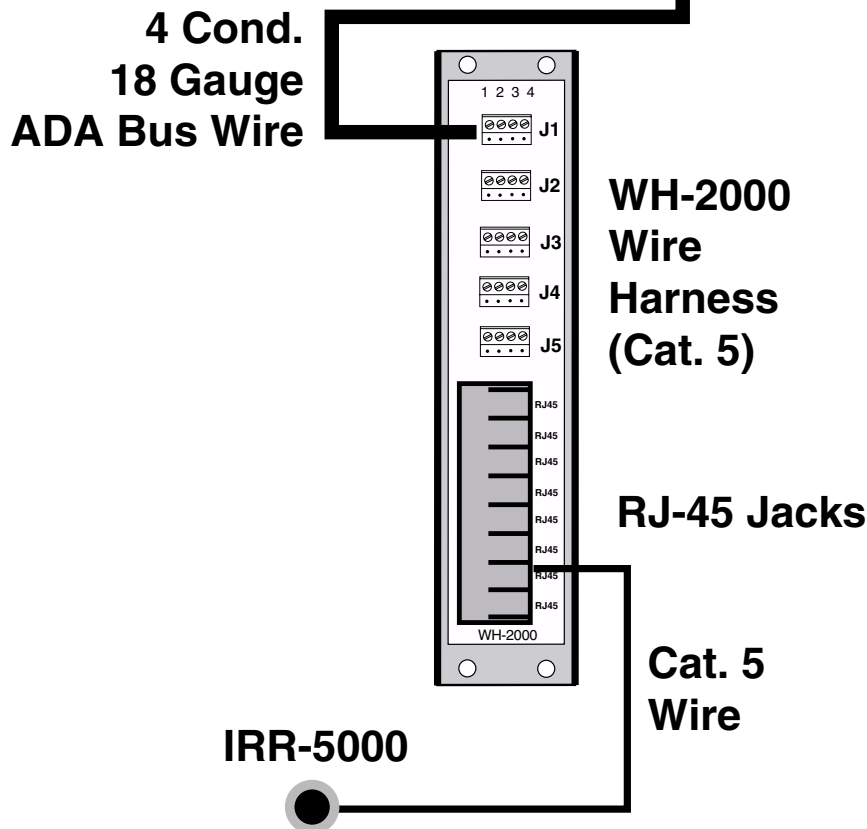 4 Cond.
18 Gauge
ADA Bus Wire
1 2 3 4
J1
J2
J3
J4
J5
WH-2000
Wire
Harness
(Cat. 5)
RJ45
RJ45
RJ45
RJ45
RJ45
RJ45
RJ45
RJ45
RJ-45 Jacks
WH-2000
Cat. 5
Wire
IRR-5000